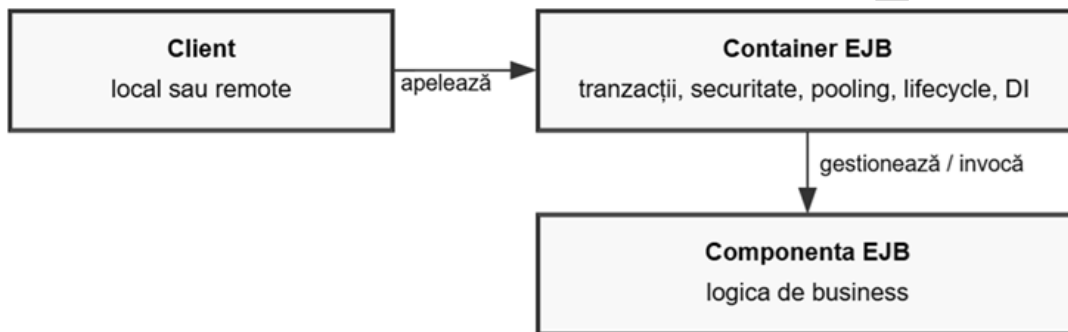 Client
local sau remote
apelează
Container EJB
tranzacții, securitate, pooling, lifecycle, DI
gestionează / invocă
Componenta EJB
logica de business